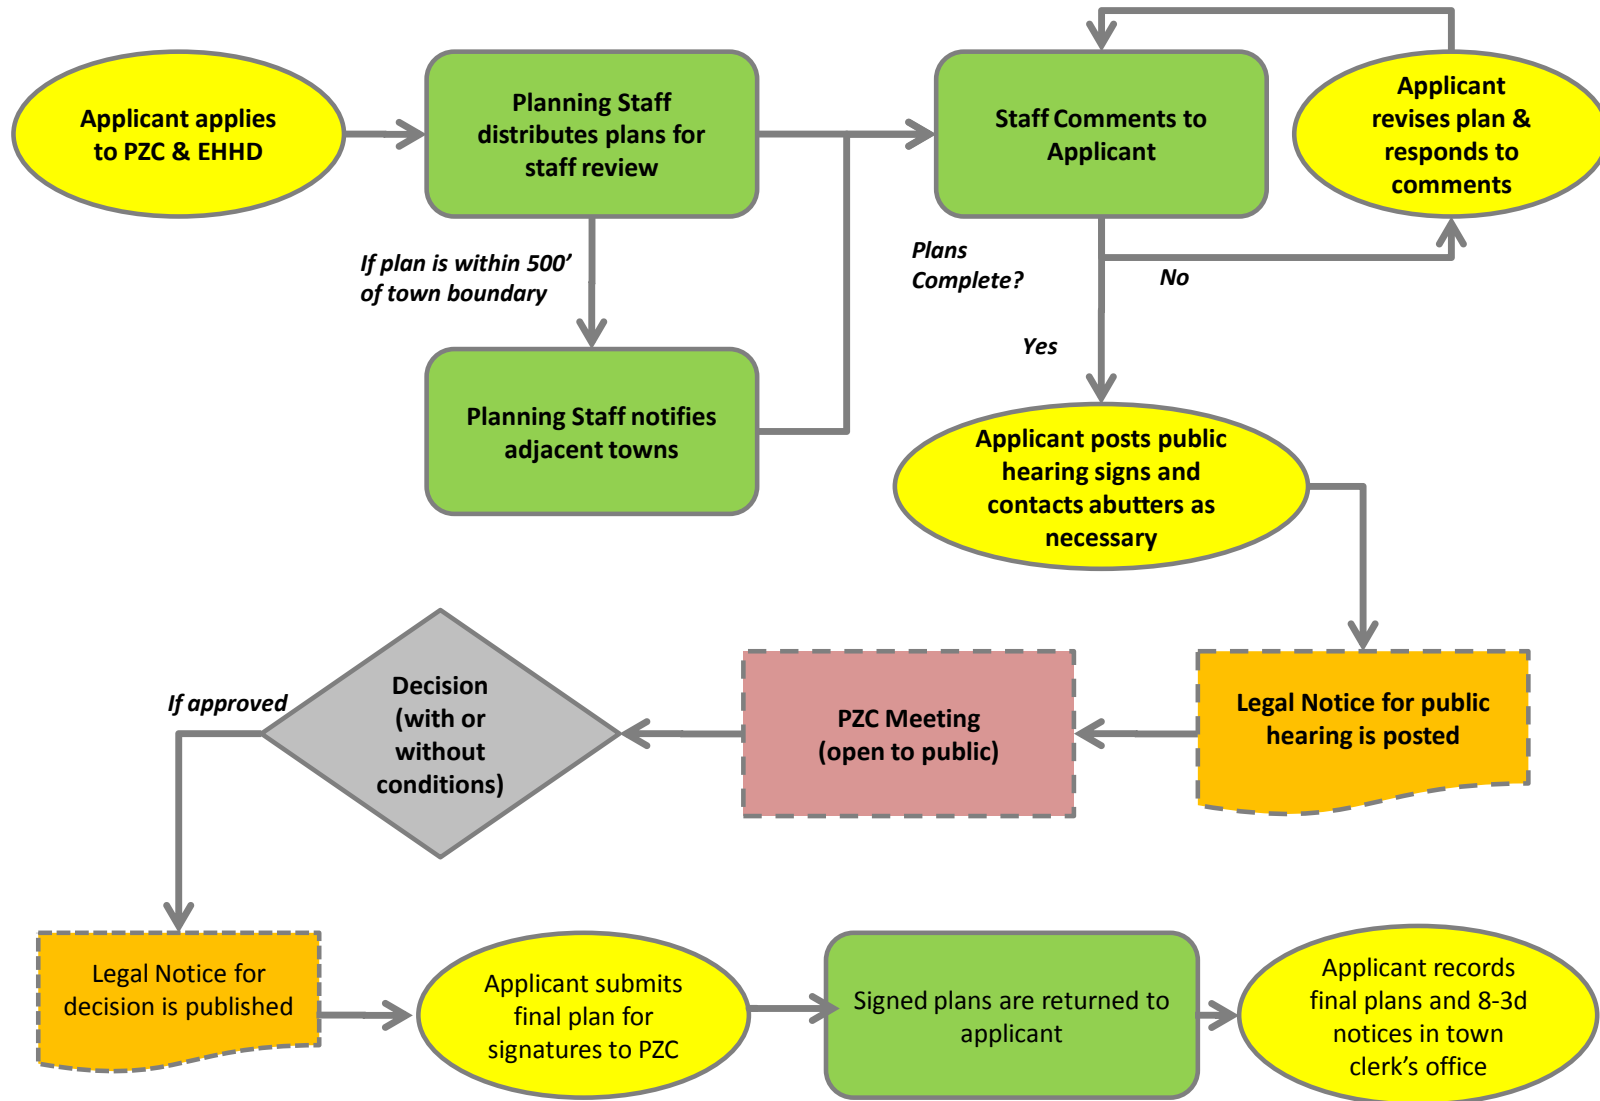 Applicant applies
to PZC & EHHD
Planning Staff
distributes plans for
staff review
Staff Comments to
Applicant
Applicant
revises plan &
responds to
comments
If plan is within 500’
of town boundary
Plans
Complete?
No
Yes
Planning Staff notifies
adjacent towns
Applicant posts public
hearing signs and
contacts abutters as
necessary
Legal Notice for public
hearing is posted
PZC Meeting
(open to public)
Decision
(with or
without
conditions)
If approved
Legal Notice for
decision is published
Applicant submits
final plan for
signatures to PZC
Signed plans are returned to
applicant
Applicant records
final plans and 8-3d
notices in town
clerk’s office